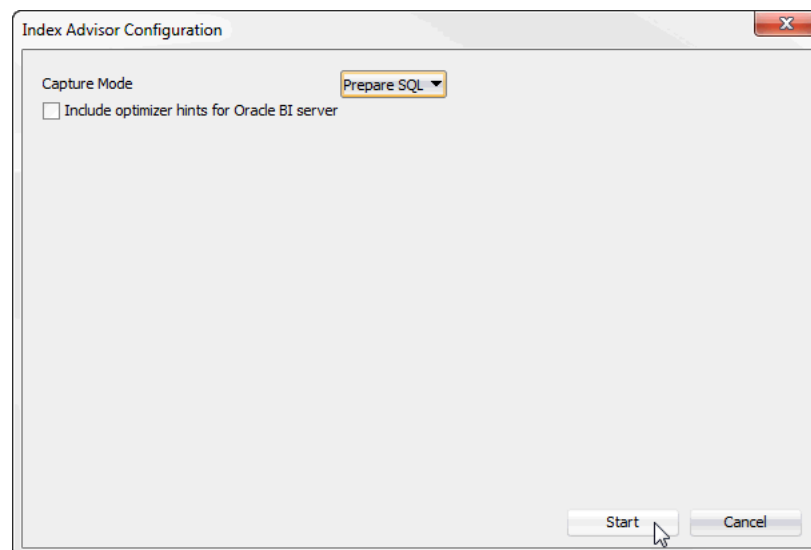 Index Advisor Configuration
Capture Mode Prepare SQL
Include optimizer hints for Oracle BI server
Start Cancel